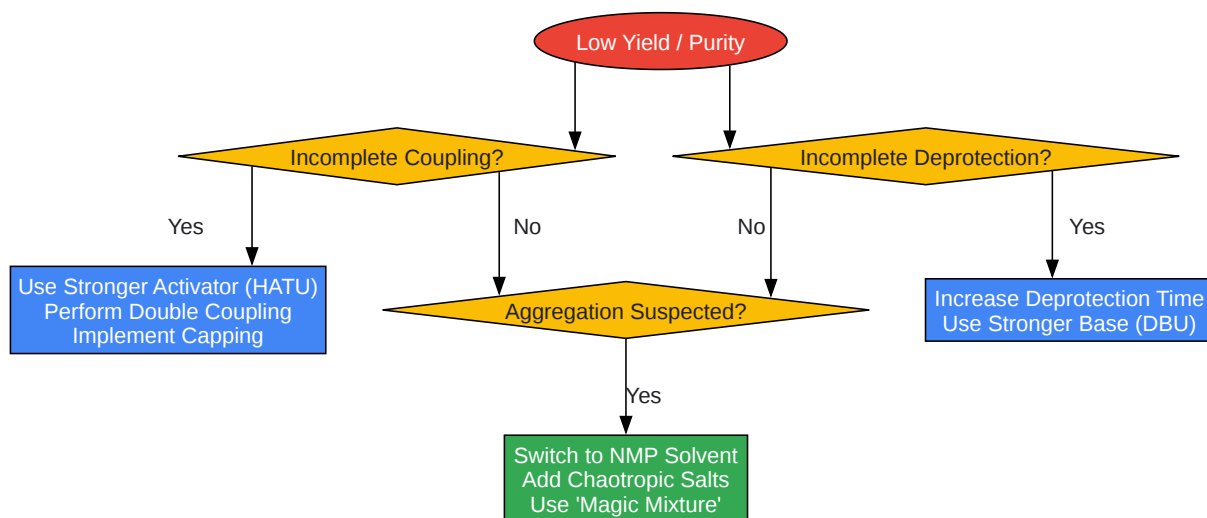 Low Yield / Purity
Incomplete Coupling?
Incomplete Deprotection?
Yes
No
No
Yes
Use Stronger Activator (HATU)
Perform Double Coupling
Implement Capping
Aggregation Suspected?
Increase Deprotection Time
Use Stronger Base (DBU)
Yes
Switch to NMP Solvent
Add Chaotropic Salts
Use 'Magic Mixture'